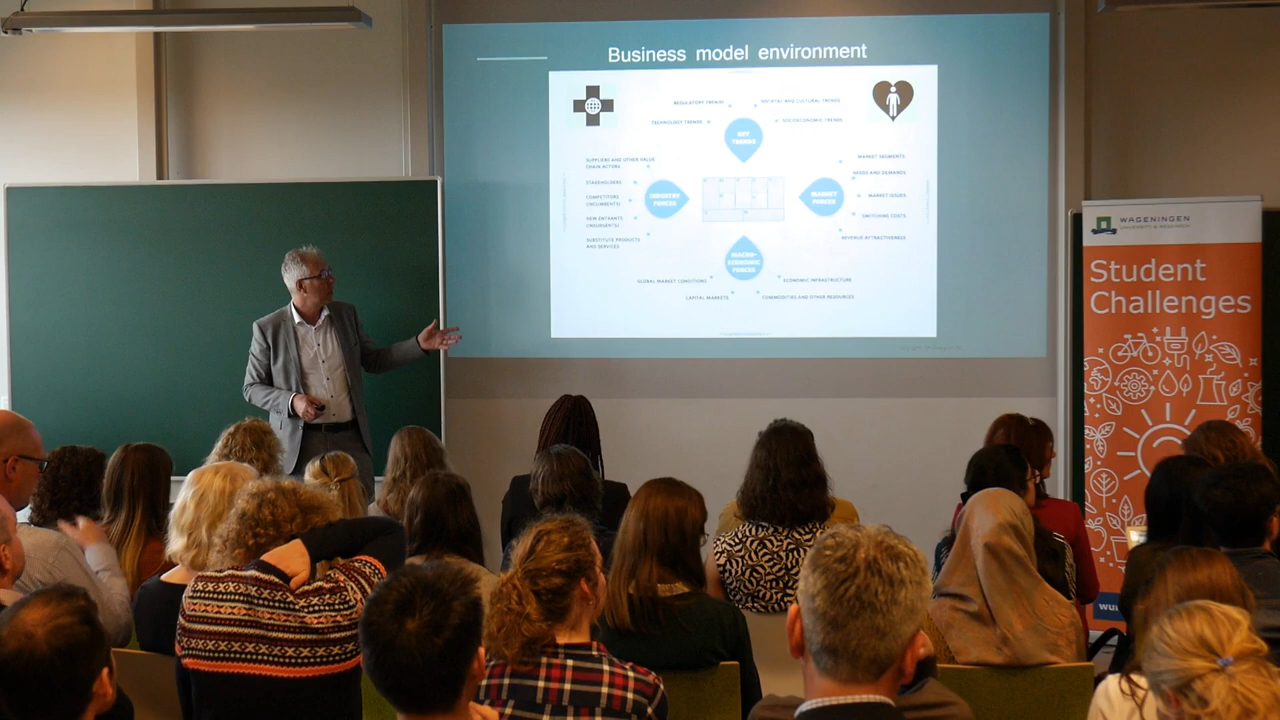 Business model environment
REGULATORY TRENDS
SOCIETAL AND CULTURAL TRENDS
TECHNOLOGY TRENDS
SOCIOECONOMIC TRENDS
KEY
TRENDS
SUPPLIERS AND OTHER VALUE
CHAIN ACTORS
STAKEHOLDERS
COMPETITORS
(INCUMBENTS)
NEW ENTRANTS
(INSURGENTS)
SUBSTITUTE PRODUCTS
AND SERVICES
INDUSTRY
FORCES
MARKET
FORCES
MARKET SEGMENTS
NEEDS AND DEMANDS
MARKET ISSUES
SWITCHING COSTS
REVENUE ATTRACTIVENESS
MACRO-
ECONOMIC
FORCES
GLOBAL MARKET CONDITIONS
ECONOMIC INFRASTRUCTURE
CAPITAL MARKETS
COMMODITIES AND OTHER RESOURCES
WAGENINGEN
UNIVERSITY & RESEARCH
Student
Challenges
wur